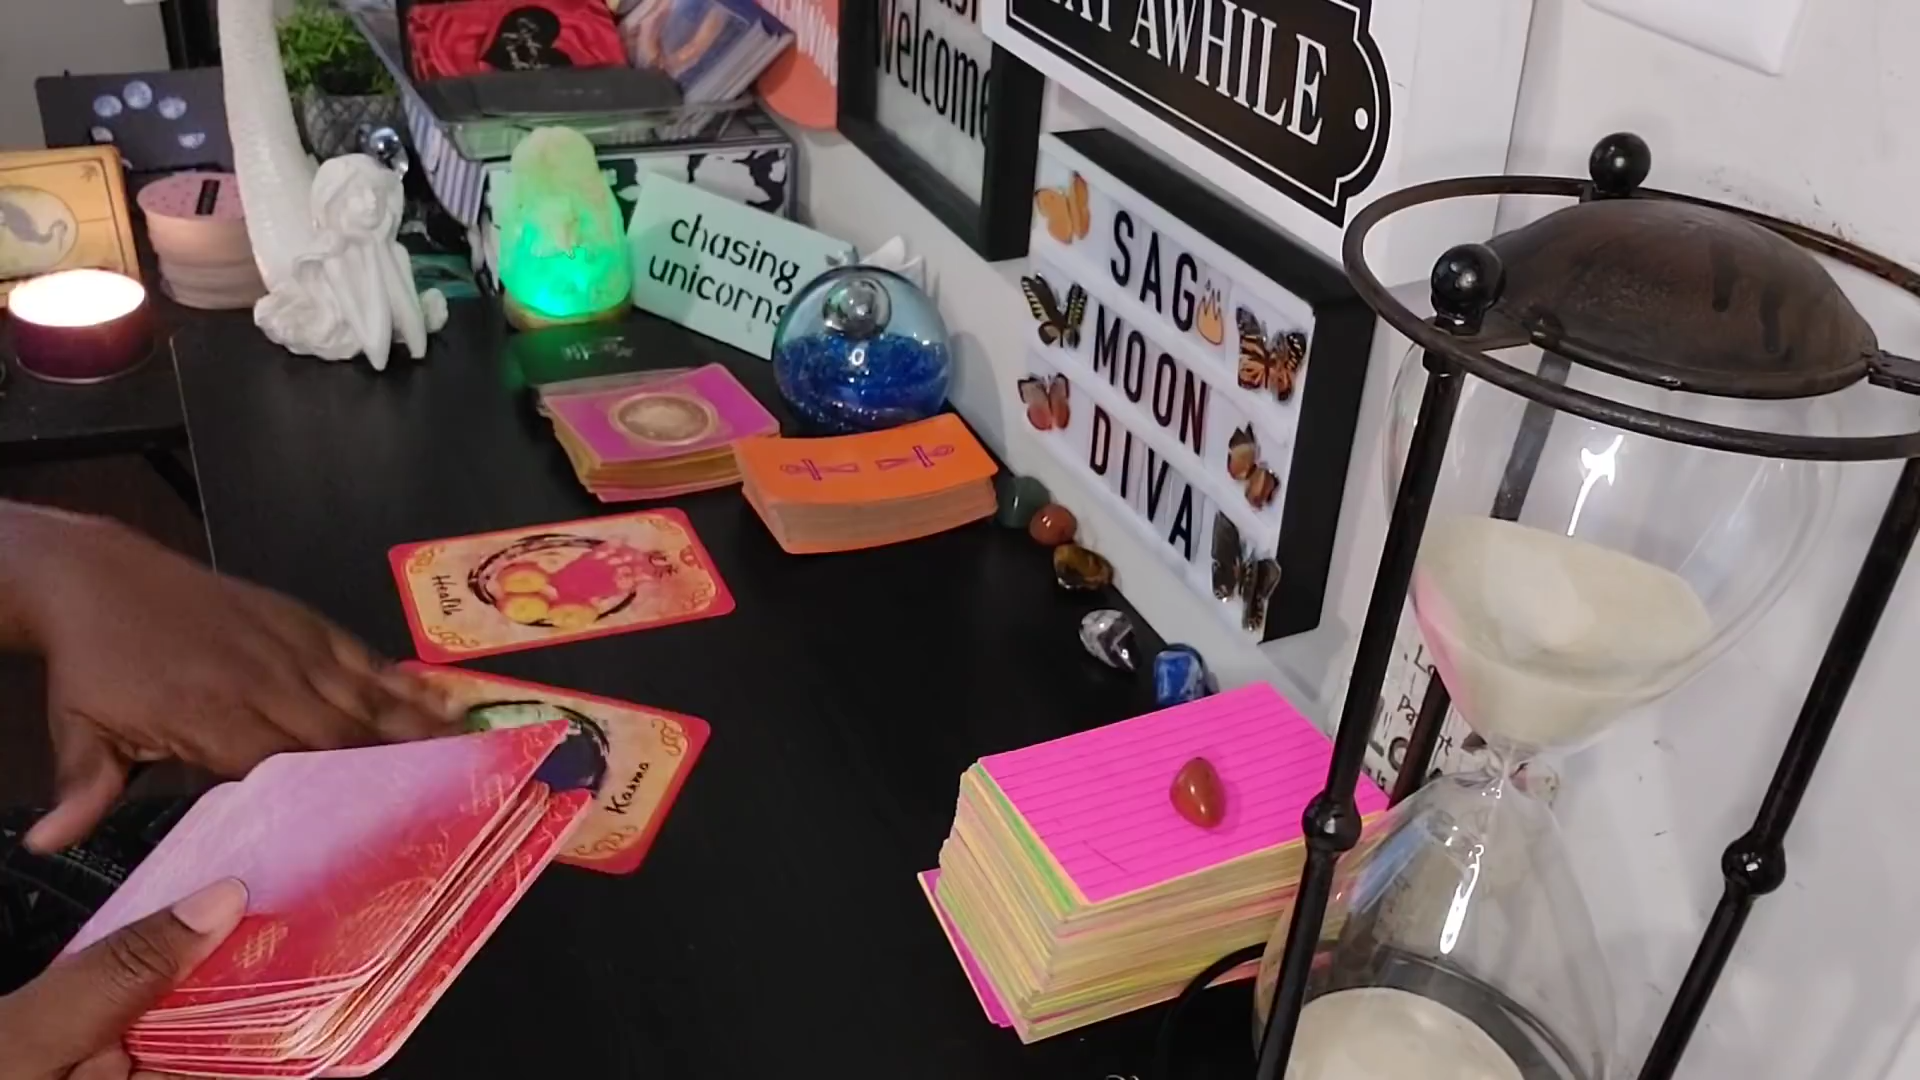 Welcome
AWHILE
chasing
unicorns
SAG
MOON
DIVA
Health
Karma